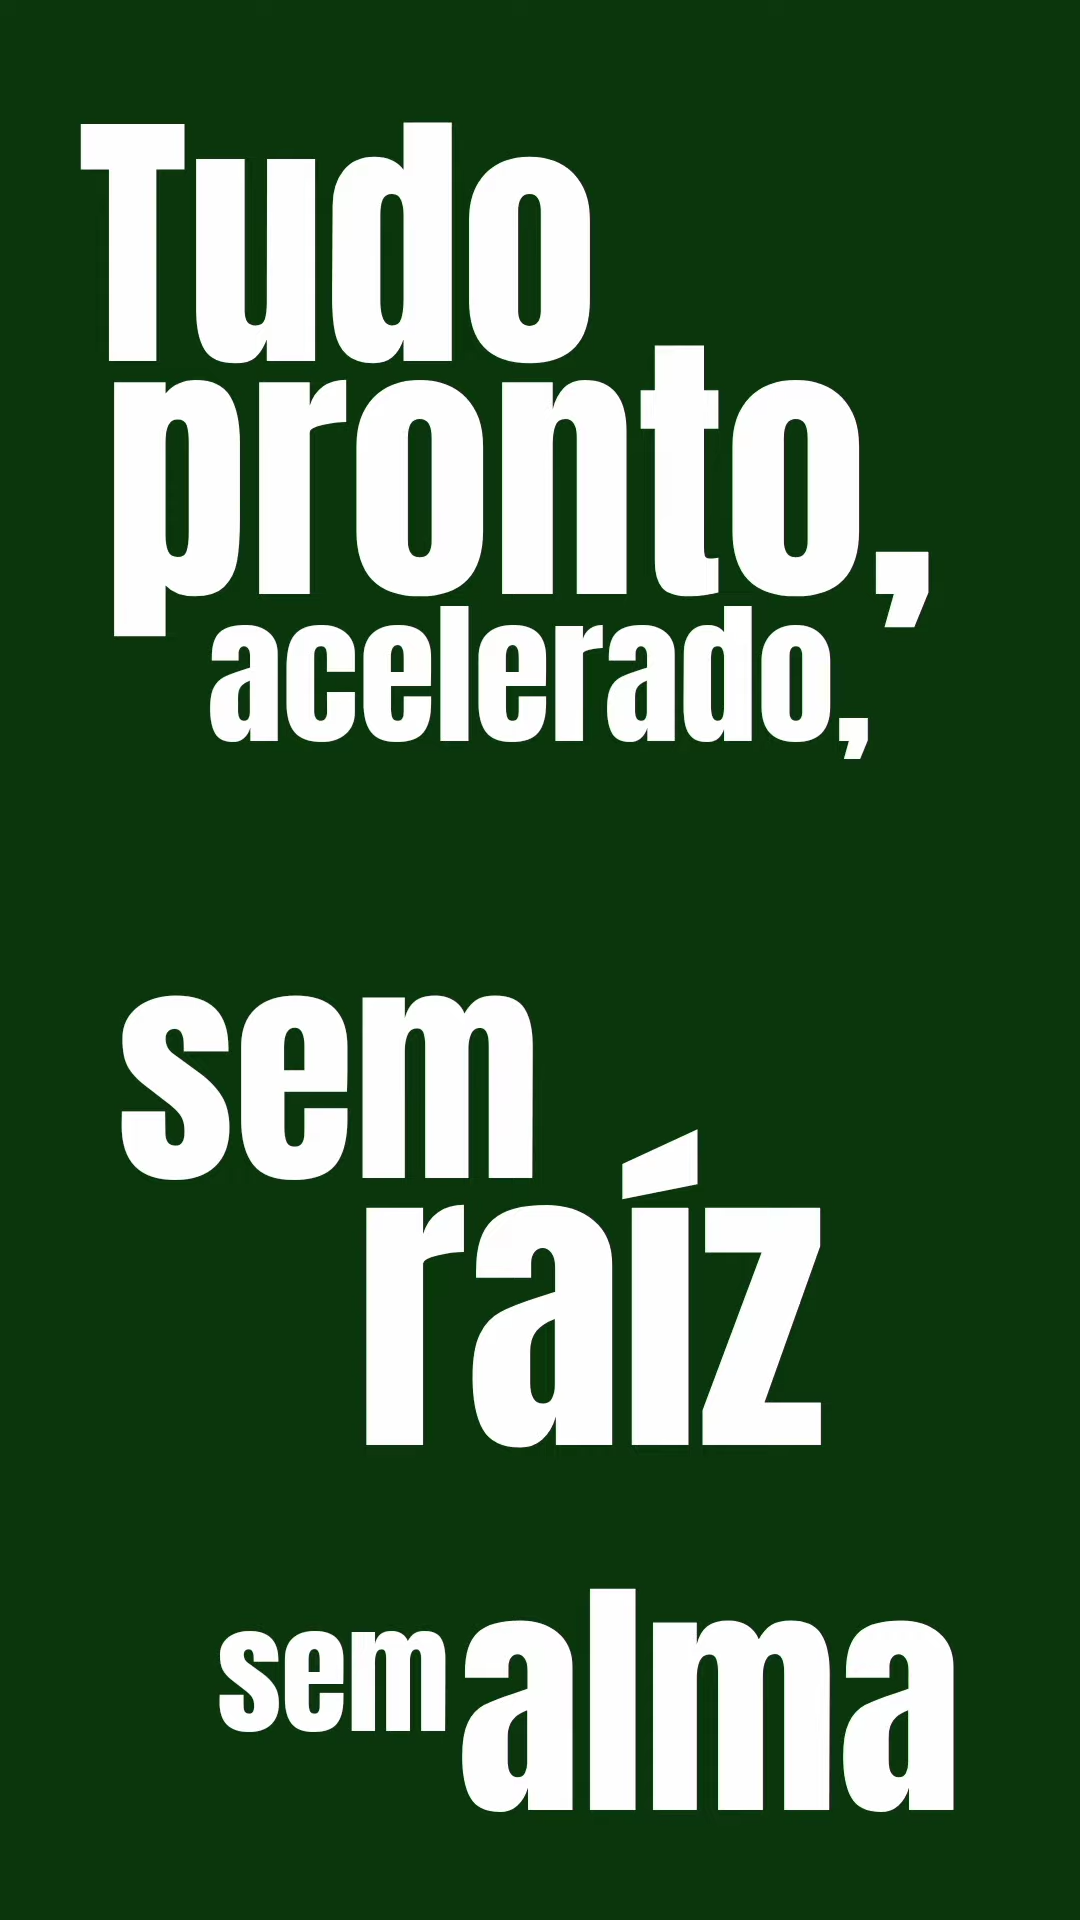 Tudo
pronto,
acelerado,
sem
raíz
sem alma